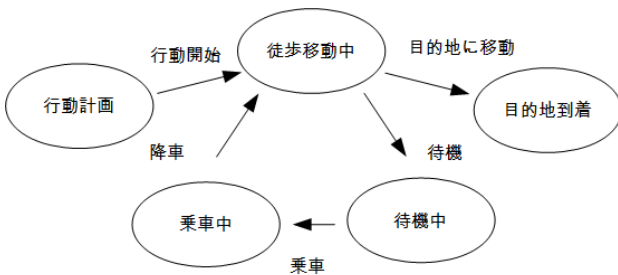 徒歩移動中
行動開始
目的地に移動
行動計画
目的地到着
降車
待機
乗車中
待機中
乗車